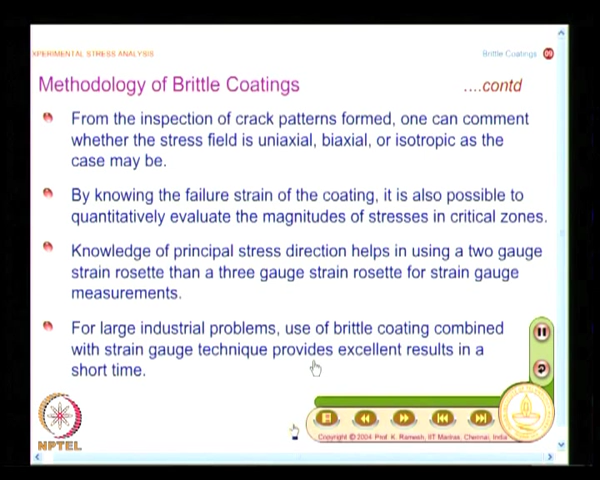 XPERIMENTAL STRESS ANALYSIS
Brittle Coatings 09
Methodology of Brittle Coatings
....contd
From the inspection of crack patterns formed, one can comment
whether the stress field is uniaxial, biaxial, or isotropic as the
case may be.
By knowing the failure strain of the coating, it is also possible to
quantitatively evaluate the magnitudes of stresses in critical zones.
Knowledge of principal stress direction helps in using a two gauge
strain rosette than a three gauge strain rosette for strain gauge
measurements.
For large industrial problems, use of brittle coating combined
with strain gauge technique provides excellent results in a
short time.
NPTEL
Copyright © 2004 Prof. K. Ramesh, IIT Madras, Chennai, India